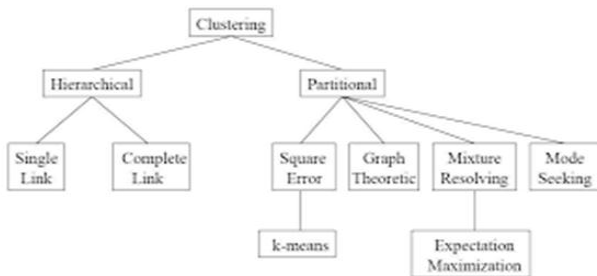 Clustering
Hierarchical
Partitional
Single
Link
Complete
Link
Square
Error
Graph
Theoretic
Mixture
Resolving
Mode
Seeking
k-means
Expectation
Maximization